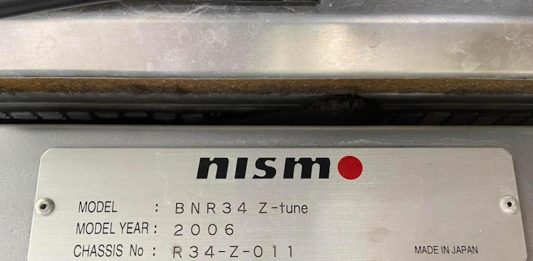 nismo
MODEL : BNR34 Z-tune
MODEL YEAR : 2006
CHASSIS No : R34-Z-011
MADE IN JAPAN